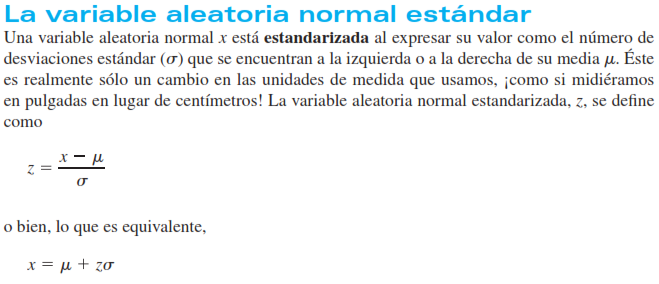 La variable aleatoria normal estándar
Una variable aleatoria normal x está estandarizada al expresar su valor como el número de
desviaciones estándar (σ) que se encuentran a la izquierda o a la derecha de su media μ. Éste
es realmente sólo un cambio en las unidades de medida que usamos, ¡como si midiéramos
en pulgadas en lugar de centímetros! La variable aleatoria normal estandarizada, z, se define
como
z = (x − μ) / σ
o bien, lo que es equivalente,
x = μ + zσ